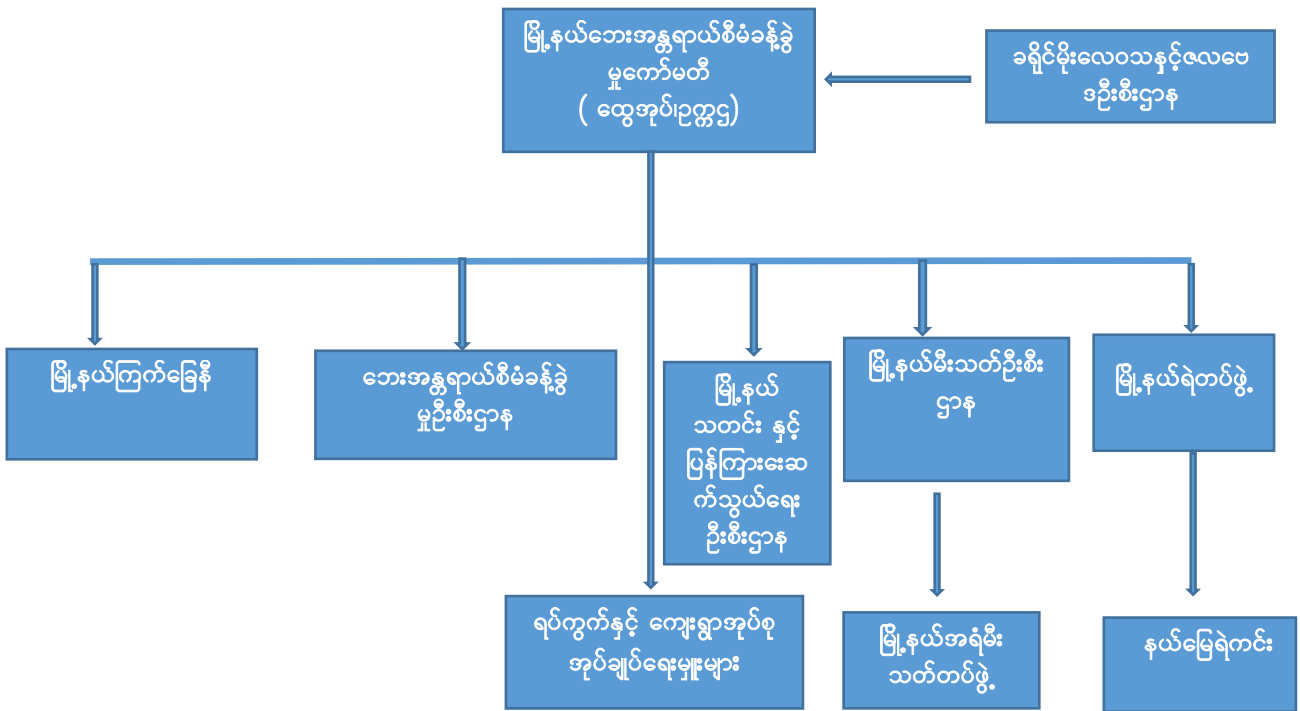 မြို့နယ်ဘေးအန္တရာယ်စီမံခန့်ခွဲ
မှုကော်မတီ
( ထွေအုပ်၊ဥက္ကဌ)
ခရိုင်မိုးလေဝသနှင့်ဇလဗေ
ဒဦးစီးဌာန
မြို့နယ်ကြက်ခြေနီ
ဘေးအန္တရာယ်စီမံခန့်ခွဲ
မှုဦးစီးဌာန
မြို့နယ်
သတင်း နှင့်
ပြန်ကြားးဆေ
က်သွယ်ရေး
ဦးစီးဌာန
မြို့နယ်မီးသတ်ဦးစီး
ဌာန
မြို့နယ်ရဲတပ်ဖွဲ့
ရပ်ကွက်နှင့် ကျေးရွာအုပ်စု
အုပ်ချုပ်ရေးမှူးများ
မြို့နယ်အရံမီး
သတ်တပ်ဖွဲ့
နယ်မြေရဲကင်း